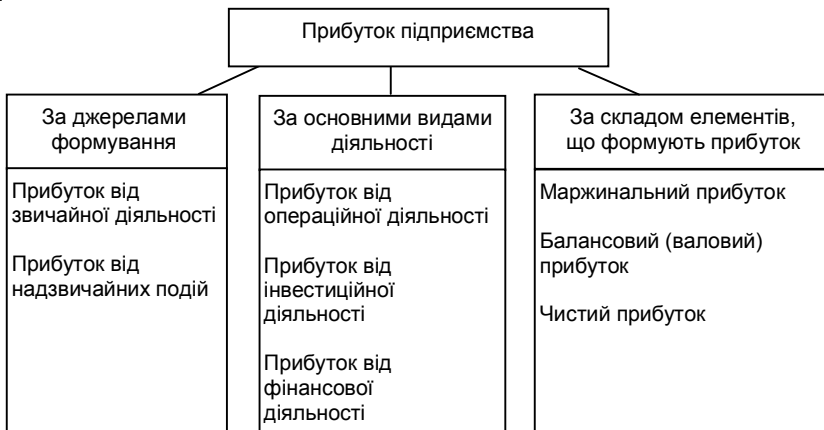 Прибуток підприємства
За джерелами
формування
Прибуток від
звичайної діяльності
Прибуток від
надзвичайних подій
За основними видами
діяльності
Прибуток від
операційної діяльності
Прибуток від
інвестиційної
діяльності
Прибуток від
фінансової
діяльності
За складом елементів,
що формують прибуток
Маржинальний прибуток
Балансовий (валовий)
прибуток
Чистий прибуток